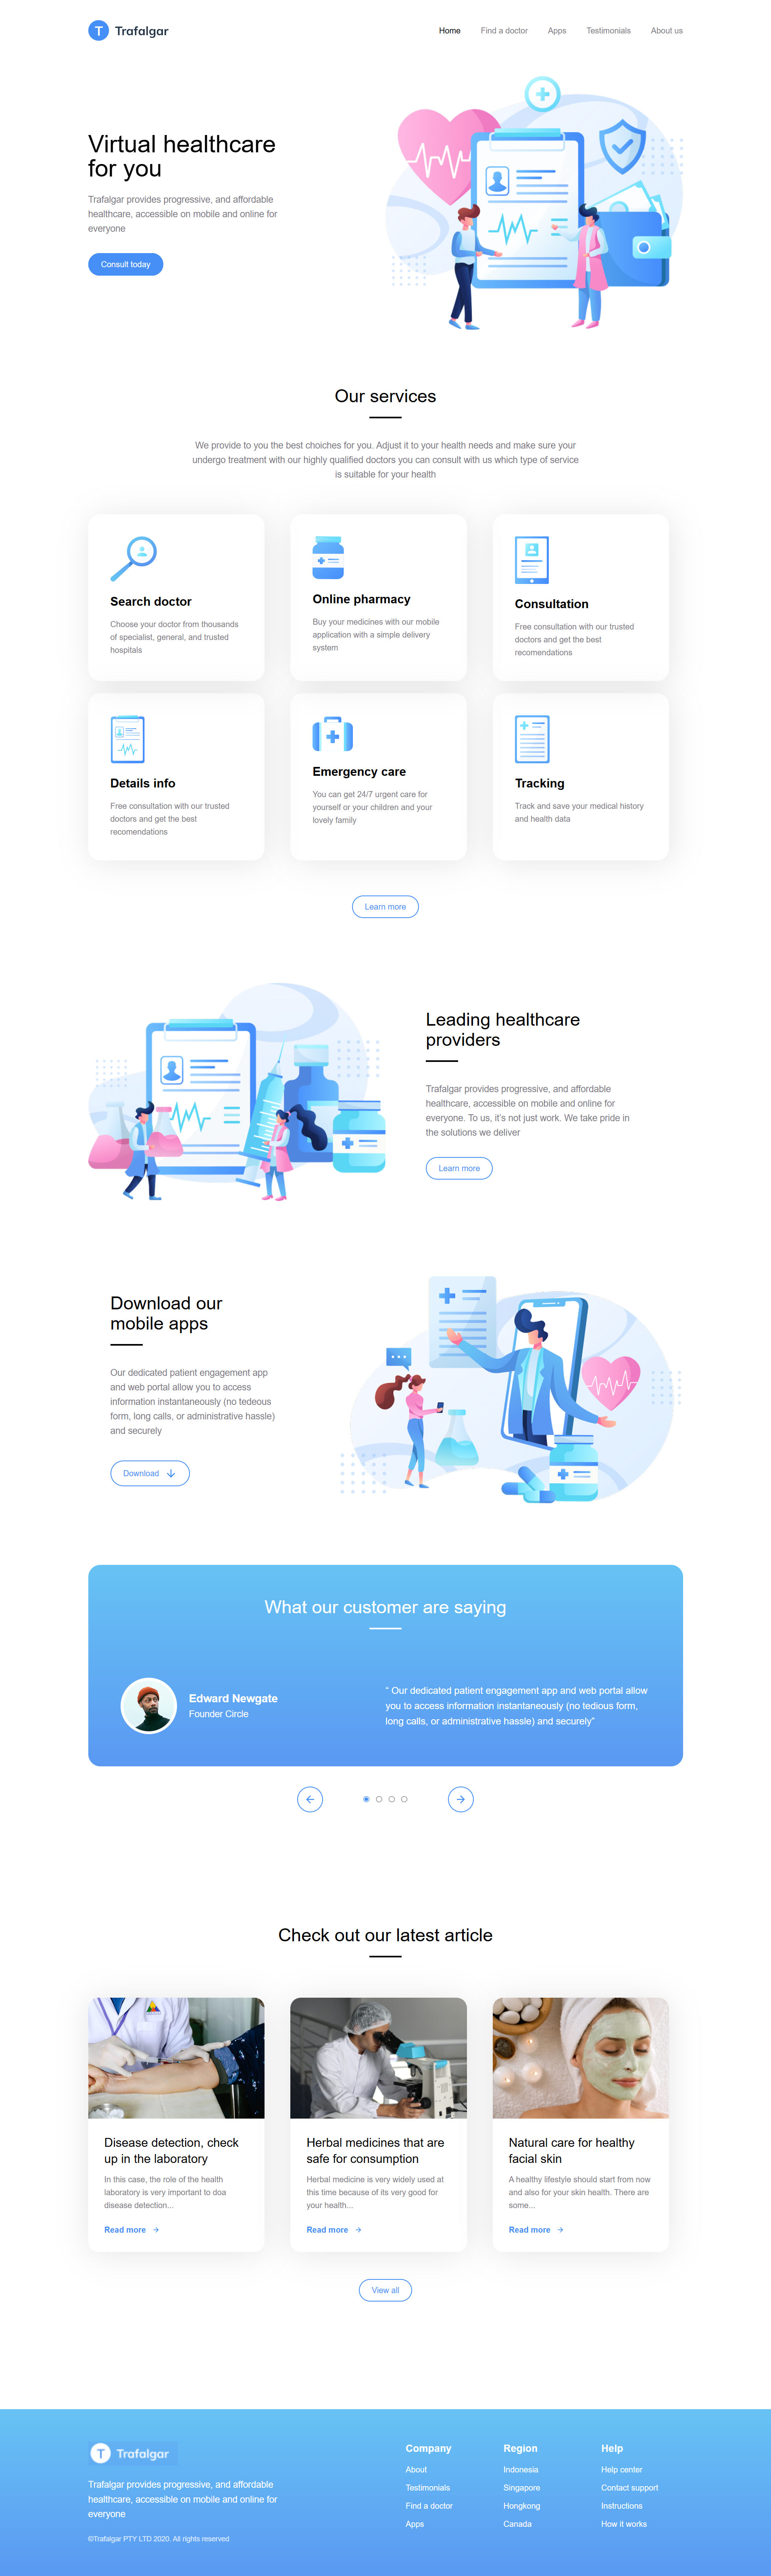 T Trafalgar
Home Find a doctor Apps Testimonials About us
Virtual healthcare
for you
Trafalgar provides progressive, and affordable
healthcare, accessible on mobile and online for
everyone
Consult today
Our services
We provide to you the best choiches for you. Adjust it to your health needs and make sure your
undergo treatment with our highly qualified doctors you can consult with us which type of service
is suitable for your health
Search doctor
Choose your doctor from thousands
of specialist, general, and trusted
hospitals
Online pharmacy
Buy your medicines with our mobile
application with a simple delivery
system
Consultation
Free consultation with our trusted
doctors and get the best
recomendations
Details info
Free consultation with our trusted
doctors and get the best
recomendations
Emergency care
You can get 24/7 urgent care for
yourself or your children and your
lovely family
Tracking
Track and save your medical history
and health data
Learn more
Leading healthcare
providers
Trafalgar provides progressive, and affordable
healthcare, accessible on mobile and online for
everyone. To us, it's not just work. We take pride in
the solutions we deliver
Learn more
Download our
mobile apps
Our dedicated patient engagement app
and web portal allow you to access
information instantaneously (no tedeous
form, long calls, or administrative hassle)
and securely
Download
What our customer are saying
Edward Newgate
Founder Circle
" Our dedicated patient engagement app and web portal allow
you to access information instantaneously (no tedious form,
long calls, or administrative hassle) and securely"
Check out our latest article
Disease detection, check
up in the laboratory
In this case, the role of the health
laboratory is very important to doa
disease detection...
Read more
Herbal medicines that are
safe for consumption
Herbal medicine is very widely used at
this time because of its very good for
your health...
Read more
Natural care for healthy
facial skin
A healthy lifestyle should start from now
and also for your skin health. There are
some...
Read more
View all
T Trafalgar
Trafalgar provides progressive, and affordable
healthcare, accessible on mobile and online for
everyone
©Trafalgar PTY LTD 2020. All rights reserved
Company
About
Testimonials
Find a doctor
Apps
Region
Indonesia
Singapore
Hongkong
Canada
Help
Help center
Contact support
Instructions
How it works